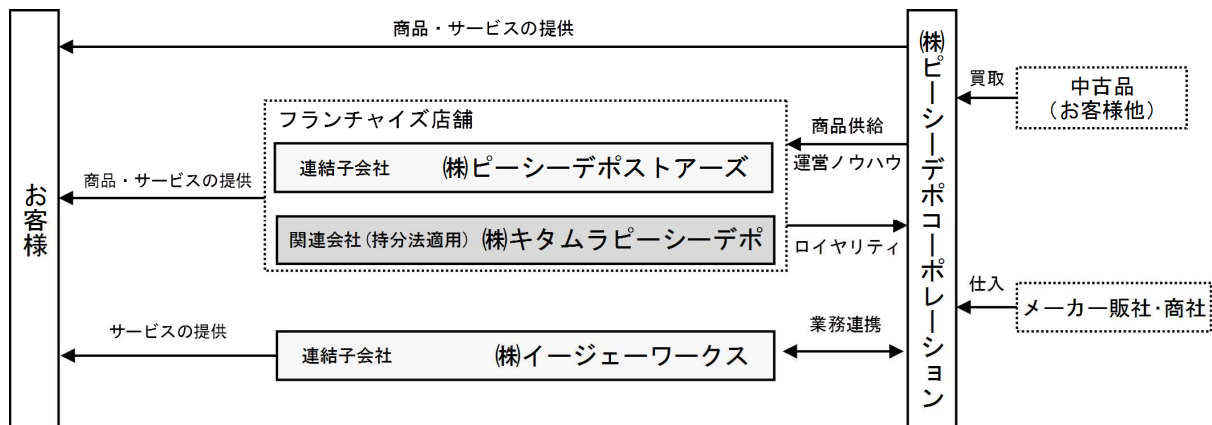 商品・サービスの提供
㈱ピーシーデポコーポレーション
買取
中古品
(お客様他)
フランチャイズ店舗
商品供給
運営ノウハウ
連結子会社 ㈱ピーシーデポストアーズ
商品・サービスの提供
お客様
関連会社(持分法適用) ㈱キタムラピーシーデポ
ロイヤリティ
仕入
メーカー販社・商社
サービスの提供
業務連携
連結子会社 ㈱イージェーワークス